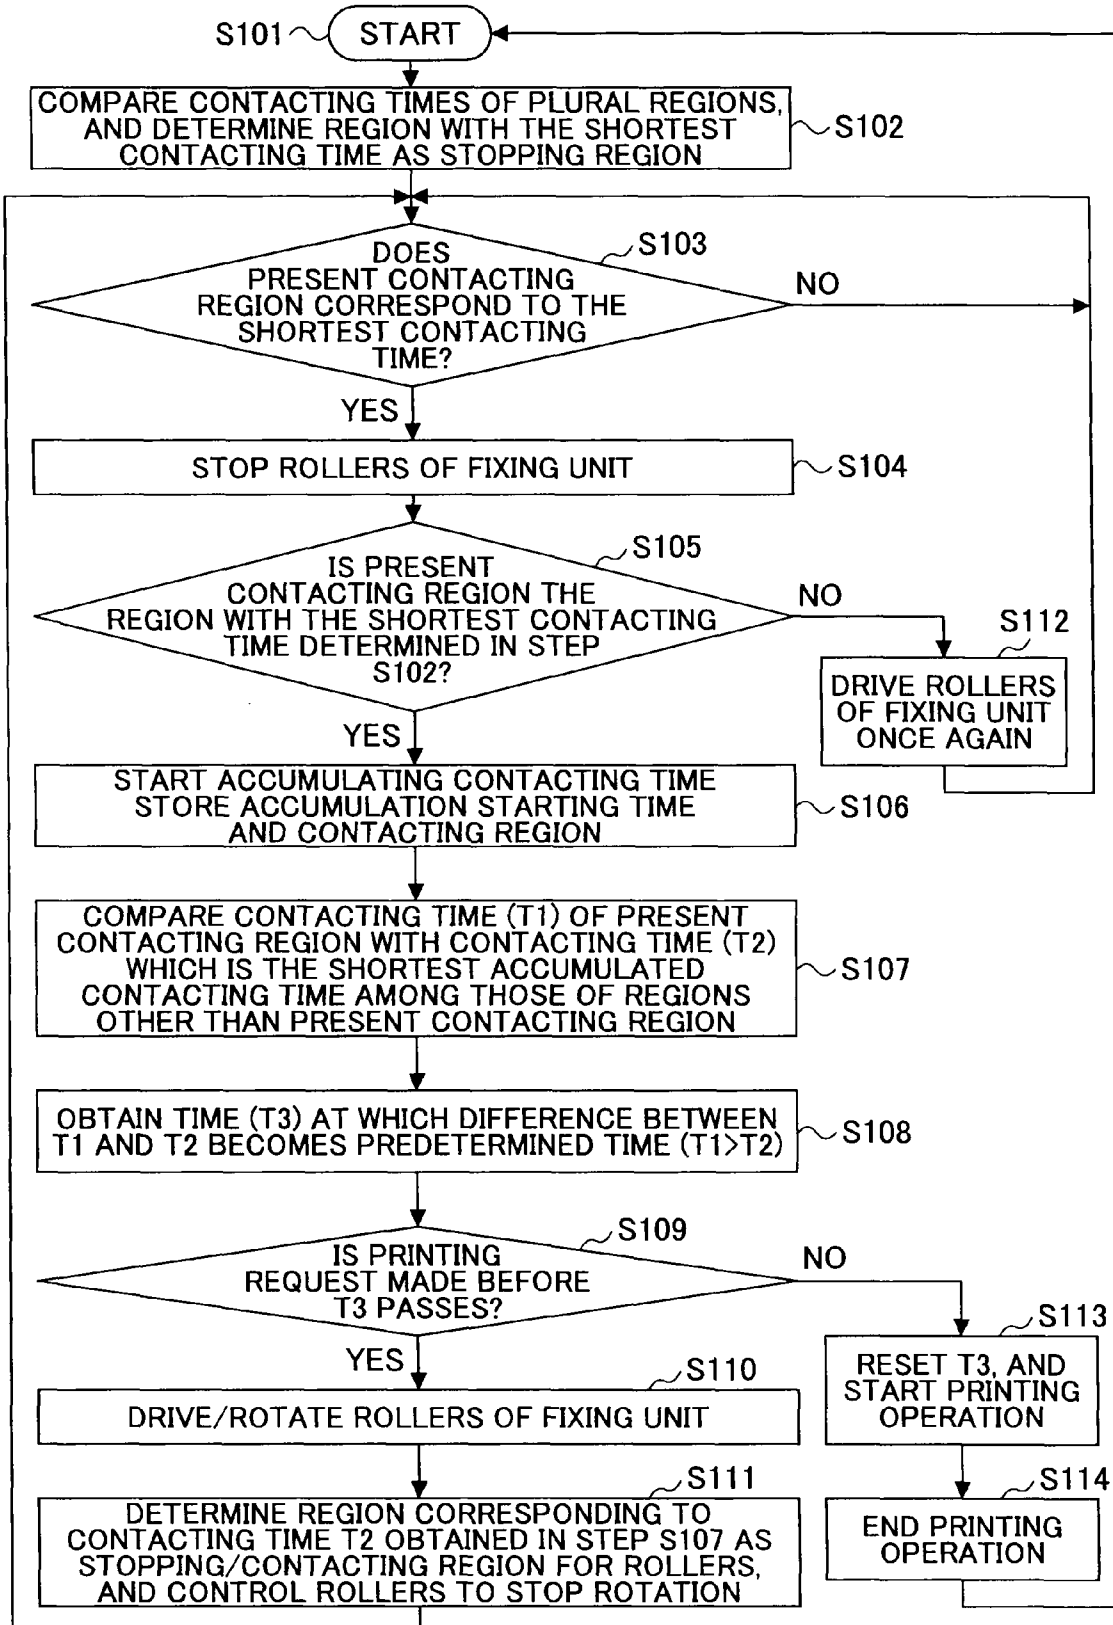 S101
START
COMPARE CONTACTING TIMES OF PLURAL REGIONS,
AND DETERMINE REGION WITH THE SHORTEST
CONTACTING TIME AS STOPPING REGION
S102
DOES
PRESENT CONTACTING
REGION CORRESPOND TO THE
SHORTEST CONTACTING
TIME?
S103
NO
YES
STOP ROLLERS OF FIXING UNIT
S104
IS PRESENT
CONTACTING REGION THE
REGION WITH THE SHORTEST CONTACTING
TIME DETERMINED IN STEP
S102?
S105
NO
S112
DRIVE ROLLERS
OF FIXING UNIT
ONCE AGAIN
YES
START ACCUMULATING CONTACTING TIME
STORE ACCUMULATION STARTING TIME
AND CONTACTING REGION
S106
COMPARE CONTACTING TIME (T1) OF PRESENT
CONTACTING REGION WITH CONTACTING TIME (T2)
WHICH IS THE SHORTEST ACCUMULATED
CONTACTING TIME AMONG THOSE OF REGIONS
OTHER THAN PRESENT CONTACTING REGION
S107
OBTAIN TIME (T3) AT WHICH DIFFERENCE BETWEEN
T1 AND T2 BECOMES PREDETERMINED TIME (T1>T2)
S108
IS PRINTING
REQUEST MADE BEFORE
T3 PASSES?
S109
NO
YES
S110
DRIVE/ROTATE ROLLERS OF FIXING UNIT
S113
RESET T3, AND
START PRINTING
OPERATION
S111
DETERMINE REGION CORRESPONDING TO
CONTACTING TIME T2 OBTAINED IN STEP S107 AS
STOPPING/CONTACTING REGION FOR ROLLERS,
AND CONTROL ROLLERS TO STOP ROTATION
S114
END PRINTING
OPERATION